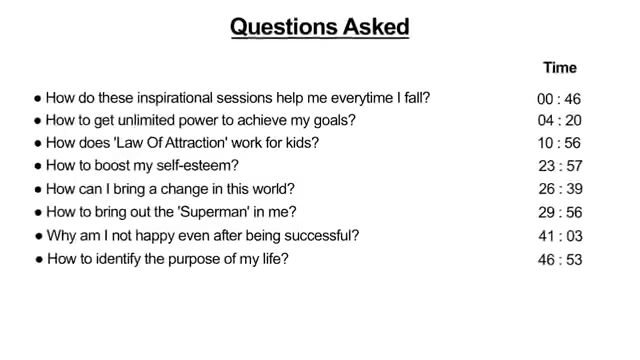 Questions Asked
Time
● How do these inspirational sessions help me everytime I fall? 00 : 46
● How to get unlimited power to achieve my goals? 04 : 20
● How does 'Law Of Attraction' work for kids? 10 : 56
● How to boost my self-esteem? 23 : 57
● How can I bring a change in this world? 26 : 39
● How to bring out the 'Superman' in me? 29 : 56
● Why am I not happy even after being successful? 41 : 03
● How to identify the purpose of my life? 46 : 53